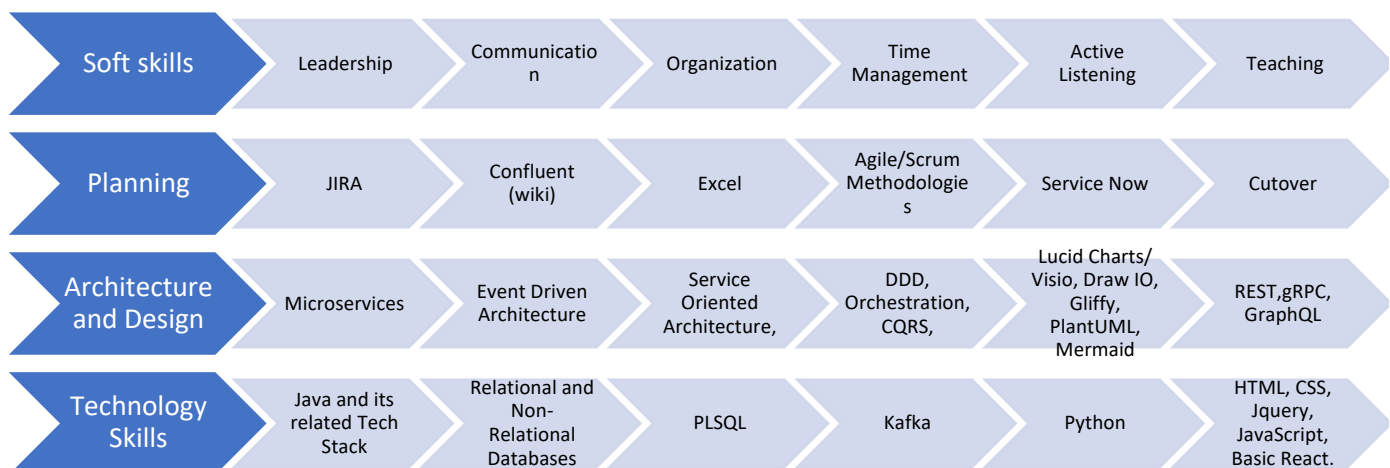 Soft skills
Leadership
Communicatio
n
Organization
Time
Management
Active
Listening
Teaching
Planning
JIRA
Confluent
(wiki)
Excel
Agile/Scrum
Methodologie
s
Service Now
Cutover
Architecture
and Design
Microservices
Event Driven
Architecture
Service
Oriented
Architecture,
DDD,
Orchestration,
CQRS,
Lucid Charts/
Visio, Draw IO,
Gliffy,
PlantUML,
Mermaid
REST,gRPC,
GraphQL
Technology
Skills
Java and its
related Tech
Stack
Relational and
Non-
Relational
Databases
PLSQL
Kafka
Python
HTML, CSS,
Jquery,
JavaScript,
Basic React.